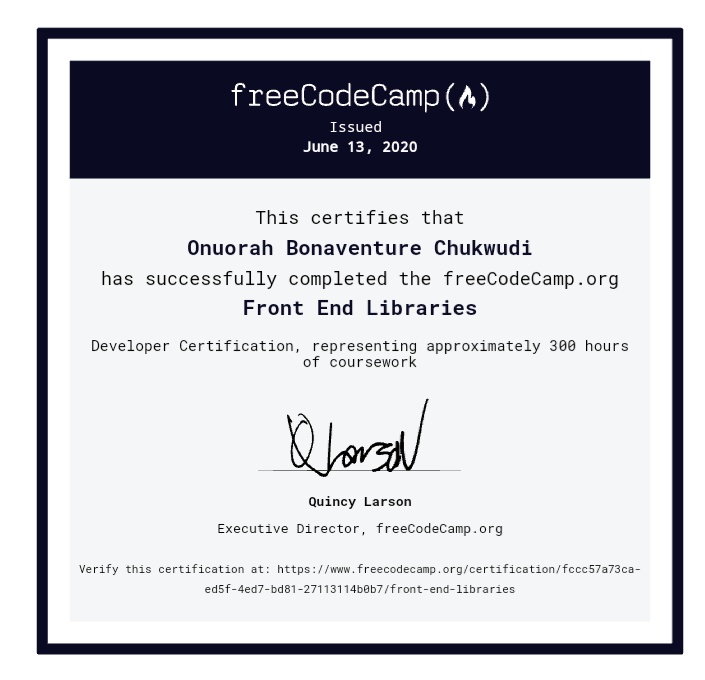 freeCodeCamp
Issued
June 13, 2020
This certifies that
Onuorah Bonaventure Chukwudi
has successfully completed the freeCodeCamp.org
Front End Libraries
Developer Certification, representing approximately 300 hours
of coursework
Q Larson
Quincy Larson
Executive Director, freeCodeCamp.org
Verify this certification at: https://www.freecodecamp.org/certification/fccc57a73ca-
ed5f-4ed7-bd81-27113114b0b7/front-end-libraries